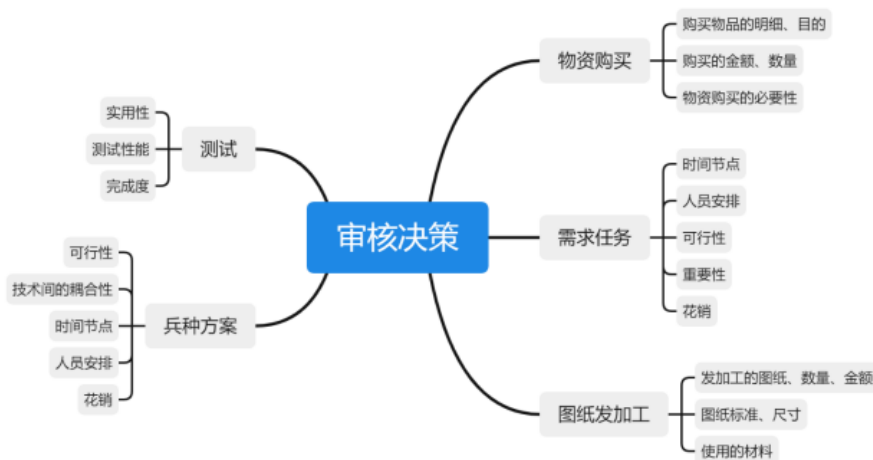 审核决策
物资购买
购买物品的明细、目的
购买的金额、数量
物资购买的必要性
需求任务
时间节点
人员安排
可行性
重要性
花销
图纸发加工
发加工的图纸、数量、金额
图纸标准、尺寸
使用的材料
测试
实用性
测试性能
完成度
兵种方案
可行性
技术间的耦合性
时间节点
人员安排
花销